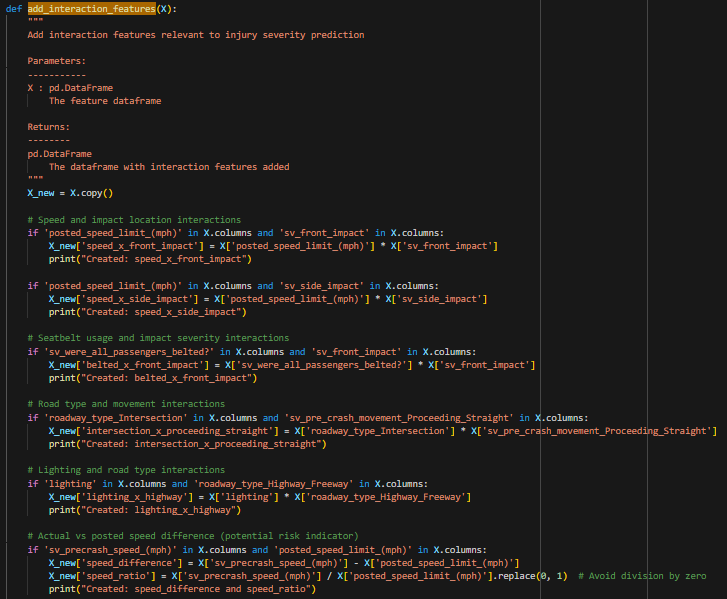 def add_interaction_features(X):
"""
Add interaction features relevant to injury severity prediction
Parameters:
-----------
X : pd.DataFrame
The feature dataframe
Returns:
--------
pd.DataFrame
The dataframe with interaction features added
"""
X_new = X.copy()
# Speed and impact location interactions
if 'posted_speed_limit_(mph)' in X.columns and 'sv_front_impact' in X.columns:
X_new['speed_x_front_impact'] = X['posted_speed_limit_(mph)'] * X['sv_front_impact']
print("Created: speed_x_front_impact")
if 'posted_speed_limit_(mph)' in X.columns and 'sv_side_impact' in X.columns:
X_new['speed_x_side_impact'] = X['posted_speed_limit_(mph)'] * X['sv_side_impact']
print("Created: speed_x_side_impact")
# Seatbelt usage and impact severity interactions
if 'sv_were_all_passengers_belted?' in X.columns and 'sv_front_impact' in X.columns:
X_new['belted_x_front_impact'] = X['sv_were_all_passengers_belted?'] * X['sv_front_impact']
print("Created: belted_x_front_impact")
# Road type and movement interactions
if 'roadway_type_Intersection' in X.columns and 'sv_pre_crash_movement_Proceeding_Straight' in X.columns:
X_new['intersection_x_proceeding_straight'] = X['roadway_type_Intersection'] * X['sv_pre_crash_movement_Proceeding_Straight']
print("Created: intersection_x_proceeding_straight")
# Lighting and road type interactions
if 'lighting' in X.columns and 'roadway_type_Highway_Freeway' in X.columns:
X_new['lighting_x_highway'] = X['lighting'] * X['roadway_type_Highway_Freeway']
print("Created: lighting_x_highway")
# Actual vs posted speed difference (potential risk indicator)
if 'sv_precrash_speed_(mph)' in X.columns and 'posted_speed_limit_(mph)' in X.columns:
X_new['speed_difference'] = X['sv_precrash_speed_(mph)'] - X['posted_speed_limit_(mph)']
X_new['speed_ratio'] = X['sv_precrash_speed_(mph)'] / X['posted_speed_limit_(mph)'].replace(0, 1)  # Avoid division by zero
print("Created: speed_difference and speed_ratio")